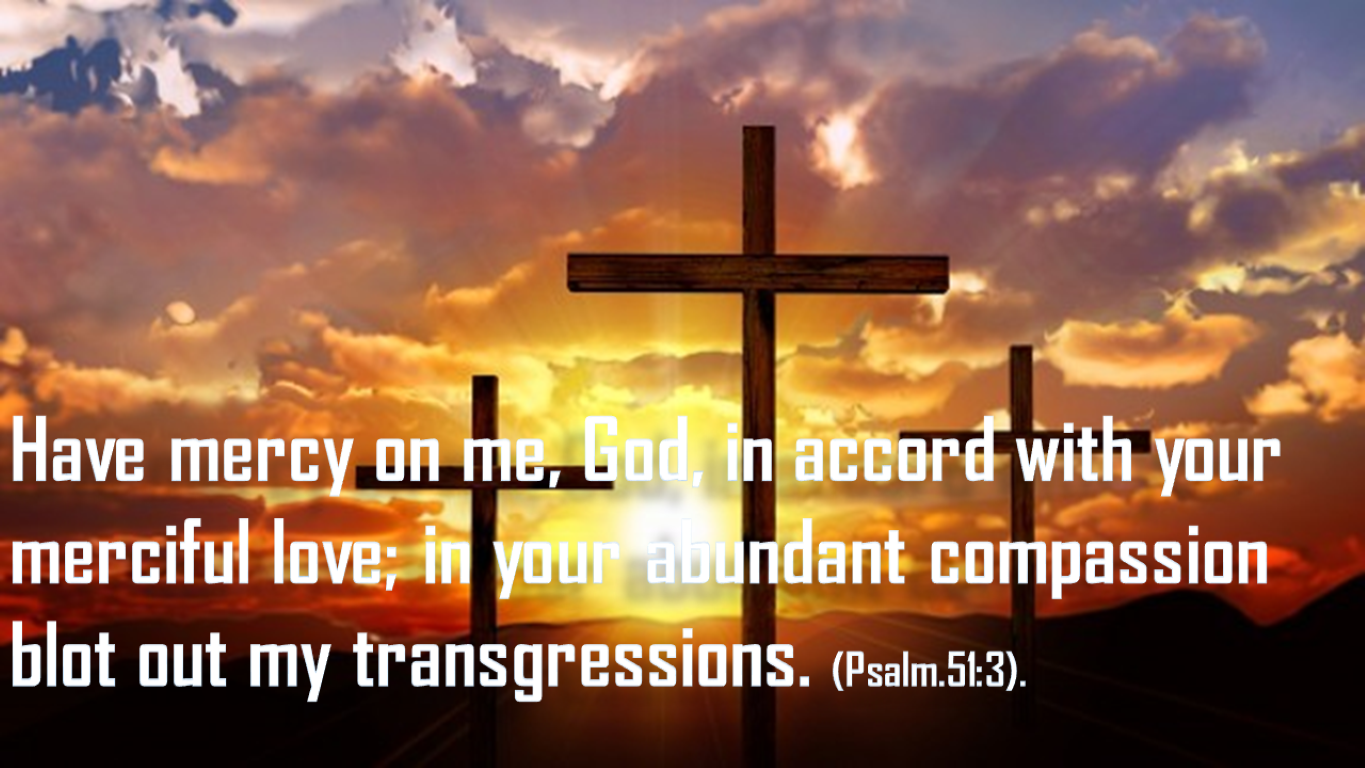 Have mercy on me, God, in accord with your
merciful love; in your abundant compassion
blot out my transgressions. (Psalm.51:3).